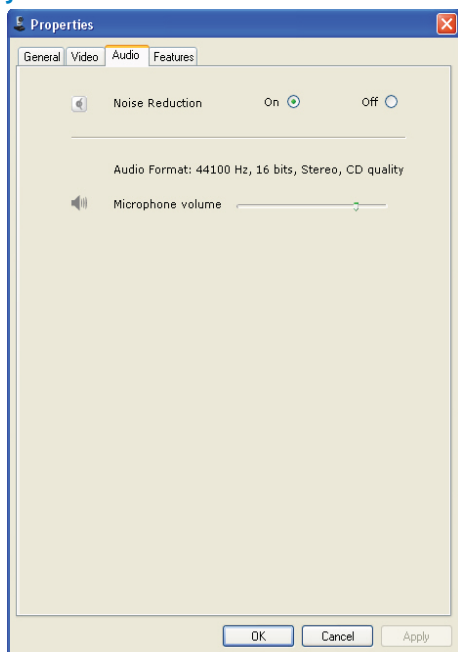 Properties
General Video Audio Features
Noise Reduction On Off
Audio Format: 44100 Hz, 16 bits, Stereo, CD quality
Microphone volume
OK Cancel Apply